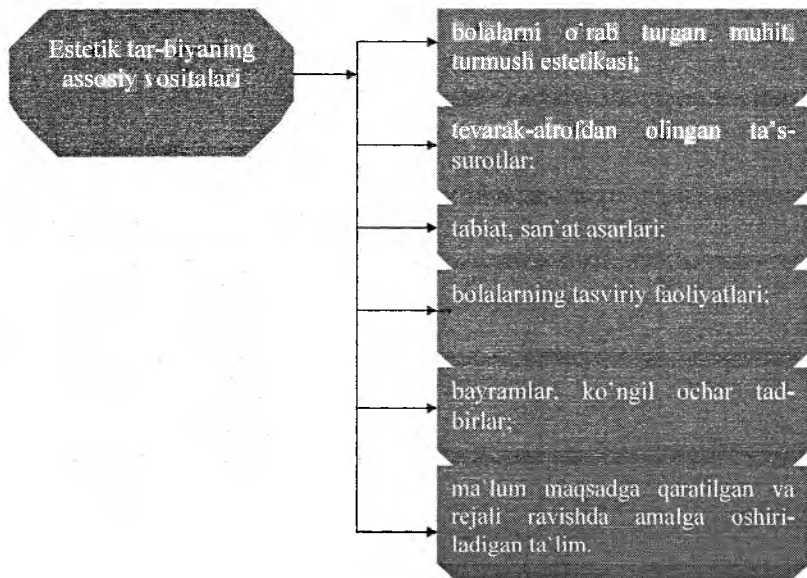 Estetik tar-biyaning
assosiy vositalari
bolalarni o`rab turgan muhit,
turmush estetikasi;
tevarak-atrofdan olingan ta's-
surotlar;
tabiat, san`at asarlari;
bolalarning tasviriy faoliyatlari;
bayramlar, ko`ngil ochar tad-
birlar;
ma`lum maqsadga qaratilgan va
rejali ravishda amalga oshiri-
ladigan ta`lim.